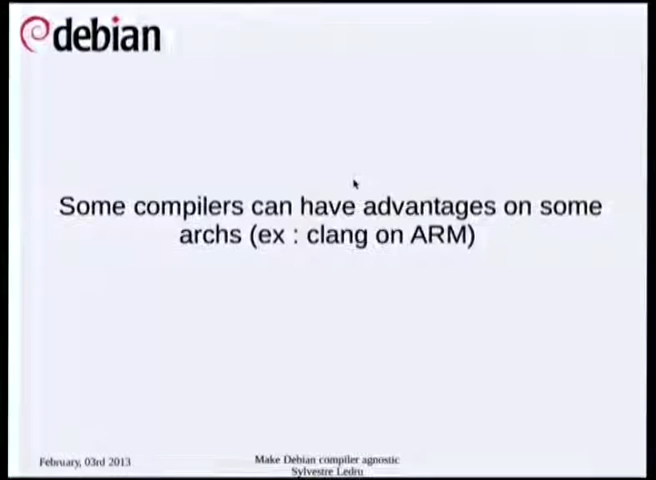 debian
Some compilers can have advantages on some
archs (ex : clang on ARM)
February, 03rd 2013
Make Debian compiler agnostic
Sylvestre Ledru